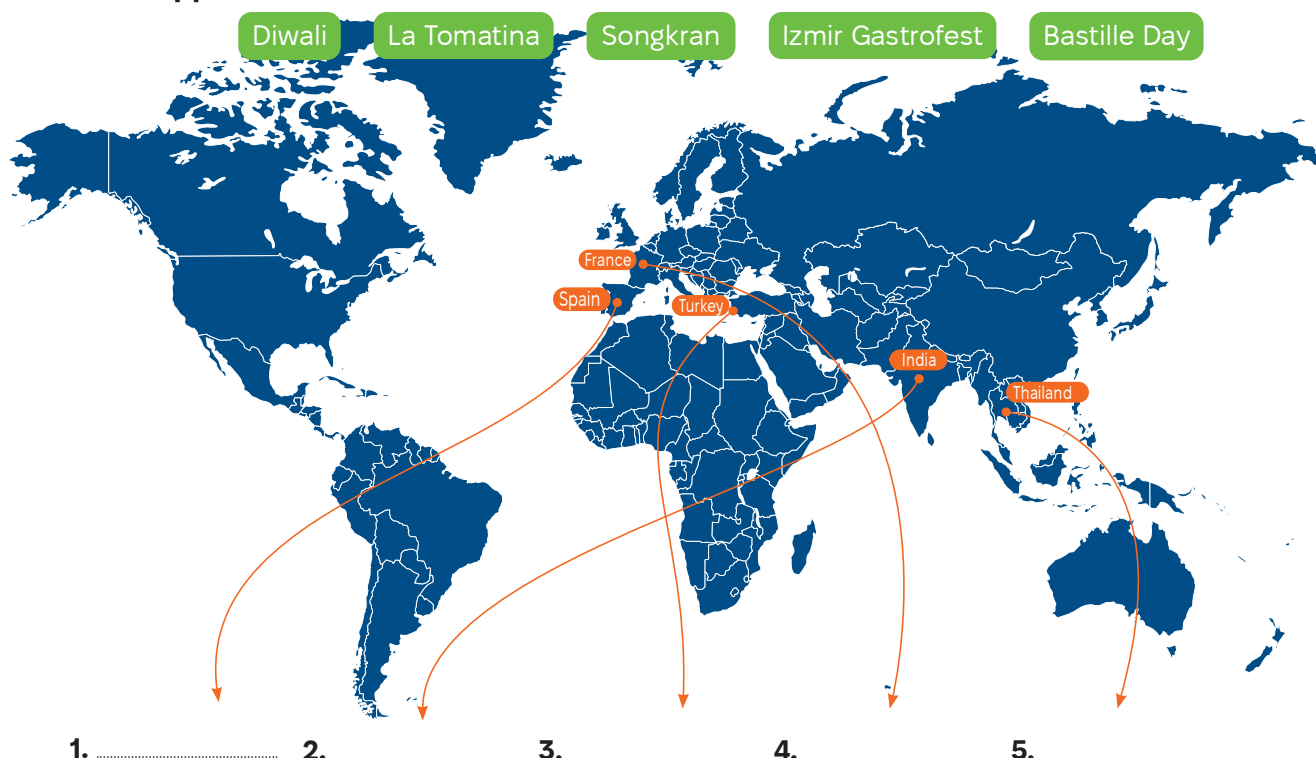 Diwali La Tomatina Songkran Izmir Gastrofest Bastille Day
France
Spain
Turkey
India
Thailand
1. 2. 3. 4. 5.